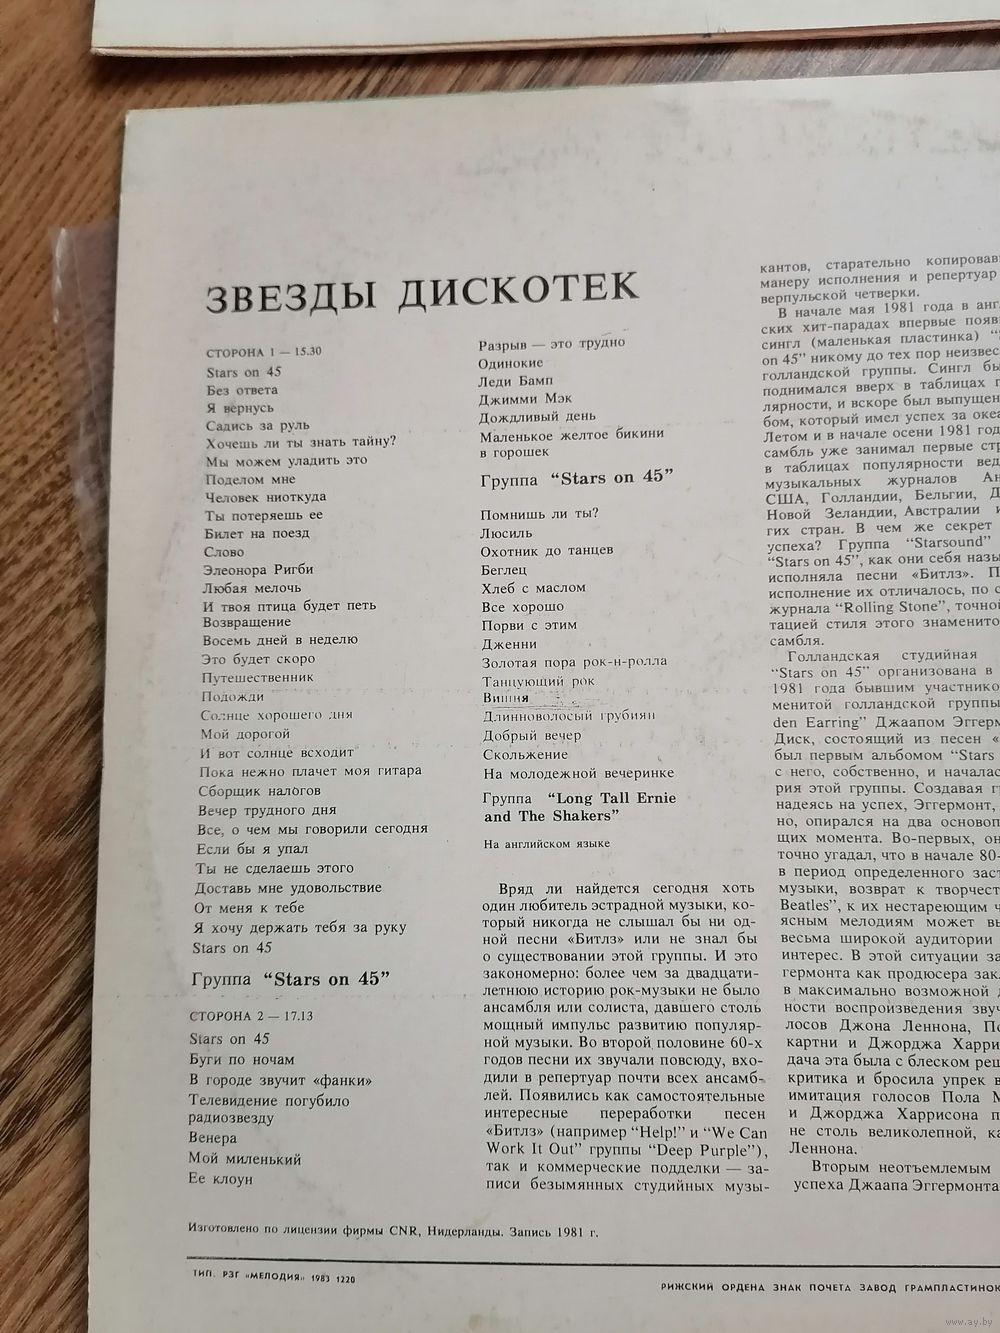 ЗВЕЗДЫ ДИСКОТЕК
СТОРОНА 1 — 15.30
Stars on 45
Без ответа
Я вернусь
Садись за руль
Хочешь ли ты знать тайну?
Мы можем уладить это
Поделом мне
Человек ниоткуда
Ты потеряешь ее
Билет на поезд
Слово
Элеонора Ригби
Любая мелочь
И твоя птица будет петь
Возвращение
Восемь дней в неделю
Это будет скоро
Путешественник
Подожди
Солнце хорошего дня
Мой дорогой
И вот солнце всходит
Пока нежно плачет моя гитара
Сборщик налогов
Вечер трудного дня
Все, о чем мы говорили сегодня
Если бы я упал
Ты не сделаешь этого
Доставь мне удовольствие
От меня к тебе
Я хочу держать тебя за руку
Stars on 45
Группа “Stars on 45”
СТОРОНА 2 — 17.13
Stars on 45
Буги по ночам
В городе звучит «фанки»
Телевидение погубило
радиозвезду
Венера
Мой миленький
Ее клоун
Разрыв — это трудно
Одинокие
Леди Бамп
Джимми Мэк
Дождливый день
Маленькое желтое бикини
в горошек
Группа “Stars on 45”
Помнишь ли ты?
Люсиль
Охотник до танцев
Беглец
Хлеб с маслом
Все хорошо
Порви с этим
Дженни
Золотая пора рок-н-ролла
Танцующий рок
Вишня
Длинноволосый грубиян
Добрый вечер
Скольжение
На молодежной вечеринке
Группа “Long Tall Ernie
and The Shakers”
На английском языке
Вряд ли найдется сегодня хоть
один любитель эстрадной музыки, ко-
торый никогда не слышал бы ни од-
ной песни «Битлз» или не знал бы
о существовании этой группы. И это
закономерно: более чем за двадцати-
летнюю историю рок-музыки не было
ансамбля или солиста, давшего столь
мощный импульс развитию популяр-
ной музыки. Во второй половине 60-х
годов песни их звучали повсюду, вхо-
дили в репертуар почти всех ансамб-
лей. Появились как самостоятельные
интересные переработки песен
«Битлз» (например “Help!” и “We Can
Work It Out” группы “Deep Purple”),
так и коммерческие подделки — за-
писи безымянных студийных музы-
кантов, старательно копировав
манеру исполнения и репертуар
верпульской четверки.
В начале мая 1981 года в анг
ских хит-парадах впервые появ
сингл (маленькая пластинка) “
on 45” никому до тех пор неизвес
голландской группы. Сингл бы
поднимался вверх в таблицах п
лярности, и вскоре был выпущен
бом, который имел успех за океа
Летом и в начале осени 1981 год
самбль уже занимал первые стр
в таблицах популярности вед
музыкальных журналов Ан
США, Голландии, Бельгии, Д
Новой Зеландии, Австралии и
гих стран. В чем же секрет
успеха? Группа “Starsound”
“Stars on 45”, как они себя назы
исполняла песни «Битлз». П
исполнение их отличалось, по с
журнала “Rolling Stone”, точно
тацией стиля этого знаменито
самбля.
Голландская студийная
“Stars on 45” организована в
1981 года бывшим участнико
менитой голландской группы
den Earring” Джаапом Эггерм
Диск, состоящий из песен «
был первым альбомом “Stars
с него, собственно, и началас
рия этой группы. Создавая г
надеясь на успех, Эггермонт,
но, опирался на два основоп
щих момента. Во-первых, он
точно угадал, что в начале 80-
в период определенного заст
музыки, возврат к творчест
Beatles”, к их нестареющим ч
ясным мелодиям может вы
весьма широкой аудитории
интерес. В этой ситуации за
гермонта как продюсера зак
в максимально возможной
ности воспроизведения звуч
лосов Джона Леннона, По
картни и Джорджа Харри
дача эта была с блеском реш
критика и бросила упрек в
имитация голосов Пола М
и Джорджа Харрисона п
не столь великолепной, ка
Леннона.
Вторым неотъемлемым
успеха Джаапа Эггермонта
Изготовлено по лицензии фирмы CNR, Нидерланды. Запись 1981 г.
ТИП. РЗГ «МЕЛОДИЯ» 1983 1220
РИЖСКИЙ ОРДЕНА ЗНАК ПОЧЕТА ЗАВОД ГРАМПЛАСТИНОК
www.ay.by